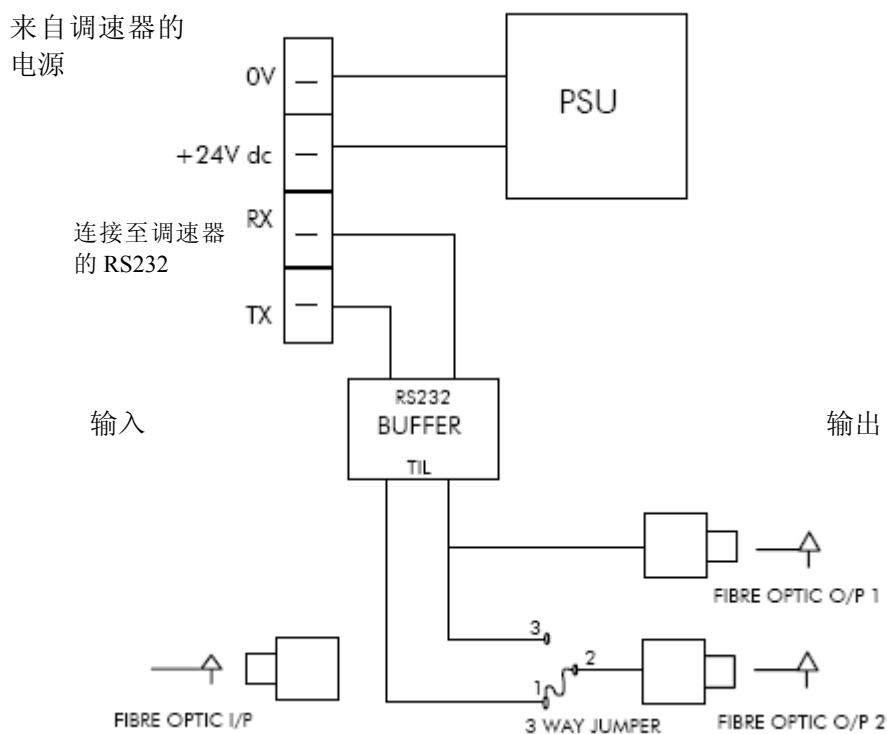 来自调速器的
电源
0V
PSU
+24V dc
RX
连接至调速器
的 RS232
TX
RS232
BUFFER
TIL
输入
输出
FIBRE OPTIC O/P 1
3
2
1
FIBRE OPTIC I/P
3 WAY JUMPER
FIBRE OPTIC O/P 2